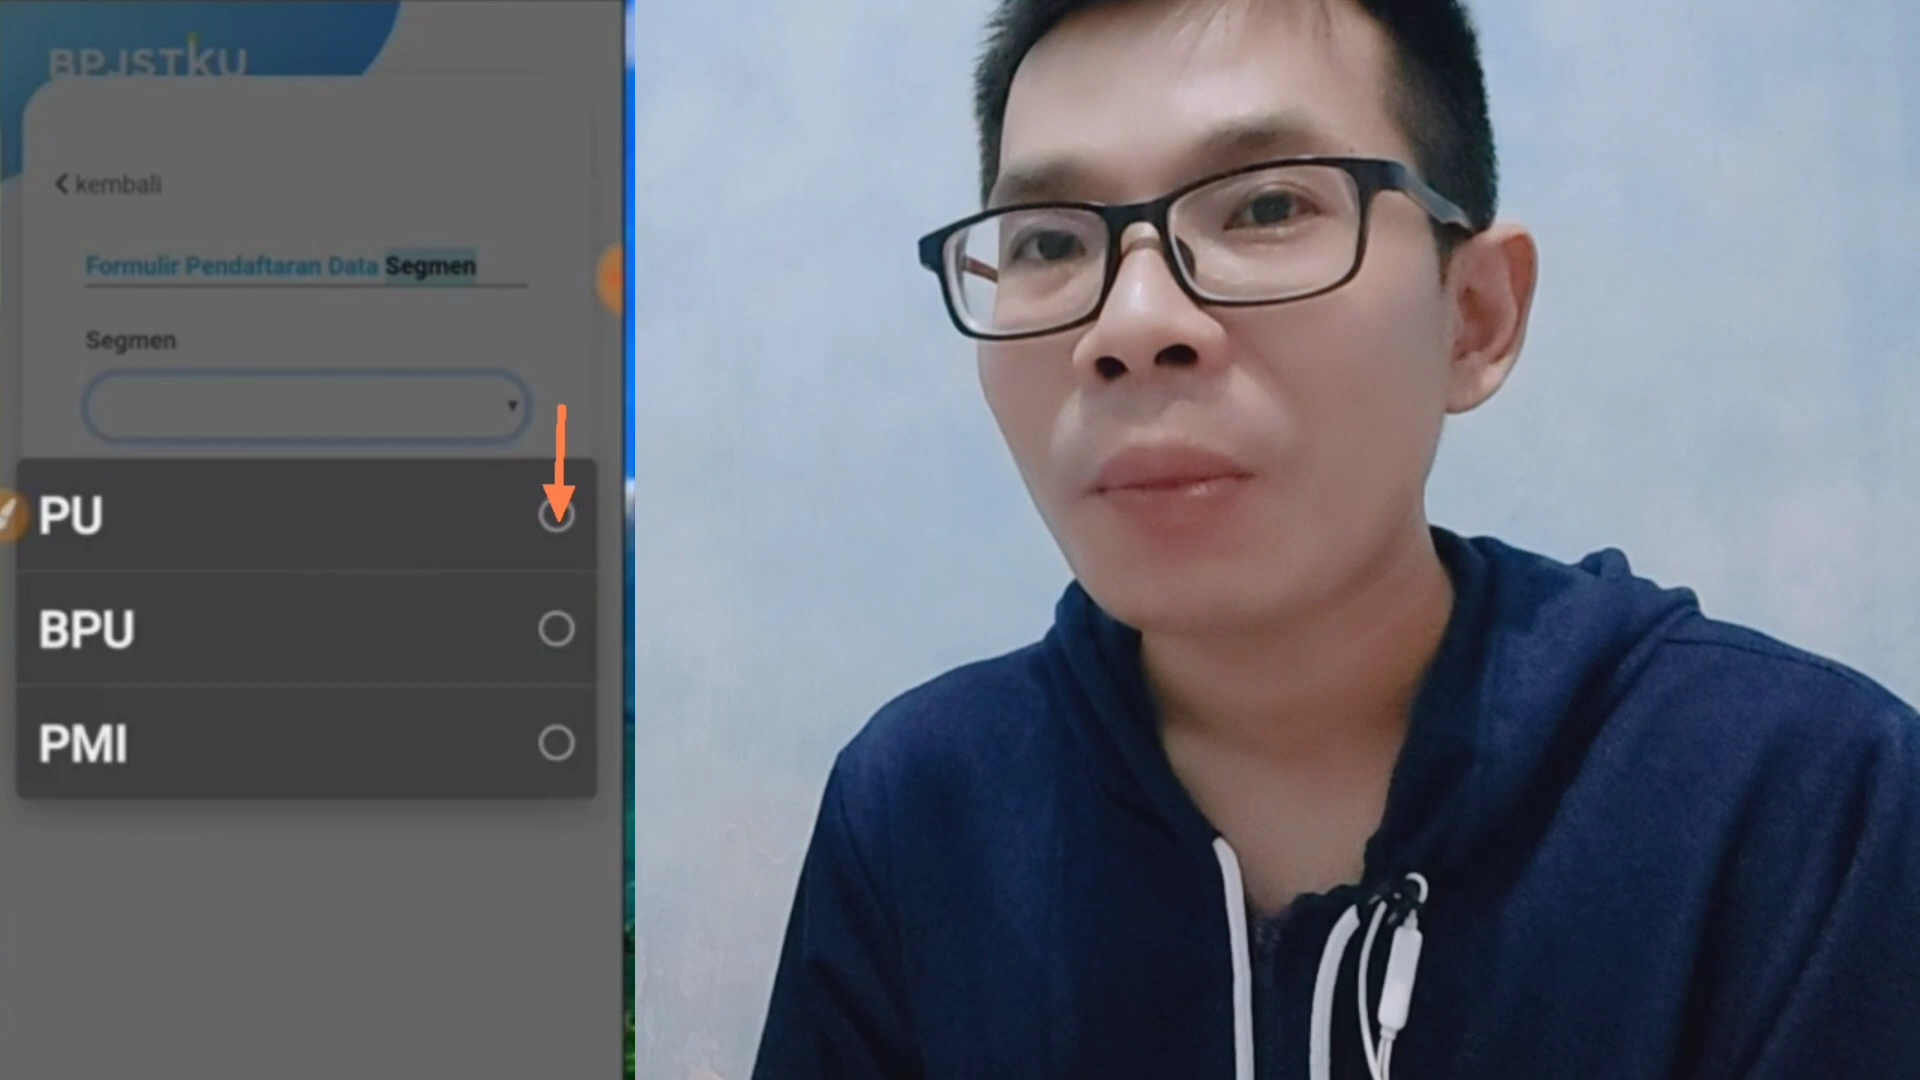 BPJSTKU
kembali
Formulir Pendaftaran Data Segmen
Segmen
PU
BPU
PMI